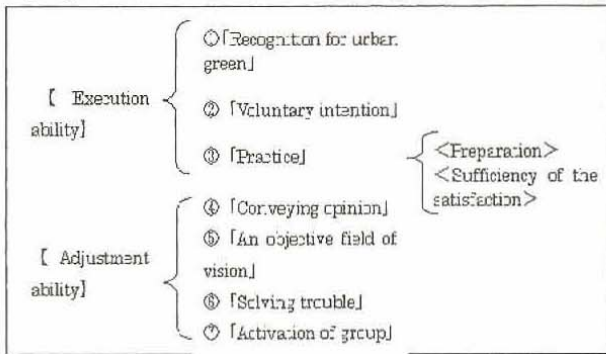 ①「Recognition for urban
green」
【 Execution
ability】
②「Voluntary intention」
③「Practice」
<Preparation>
<Sufficiency of the
satisfaction>
④「Conveying opinion」
⑤「An objective field of
vision」
【 Adjustment
ability】
⑥「Solving trouble」
⑦「Activation of group」